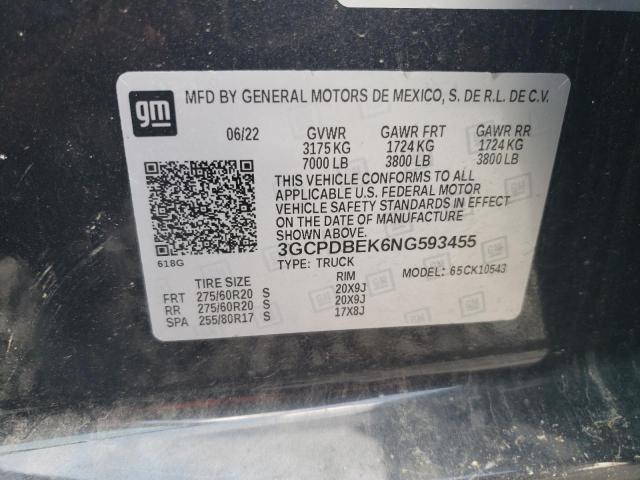 gm
MFD BY GENERAL MOTORS DE MEXICO, S. DE R.L. DE C.V.
06/22 GVWR GAWR FRT GAWR RR
3175 KG 1724 KG 1724 KG
7000 LB 3800 LB 3800 LB
THIS VEHICLE CONFORMS TO ALL
APPLICABLE U.S. FEDERAL MOTOR
VEHICLE SAFETY STANDARDS IN EFFECT
ON THE DATE OF MANUFACTURE
SHOWN ABOVE.
3GCPDBEK6NG593455
618G TYPE: TRUCK MODEL: 65CK10543
TIRE SIZE RIM
FRT 275/60R20 S 20X9J
RR 275/60R20 S 20X9J
SPA 255/80R17 S 17X8J